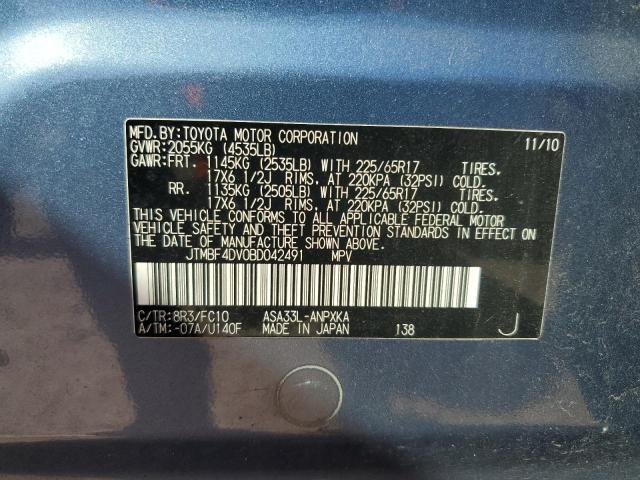 MFD.BY:TOYOTA MOTOR CORPORATION 11/10
GVWR:2055KG (4535LB)
GAWR:FRT. 1145KG (2535LB) WITH 225/65R17 TIRES.
17X6 1/2J RIMS. AT 220KPA (32PSI) COLD.
RR. 1135KG (2505LB) WITH 225/65R17 TIRES.
17X6 1/2J RIMS. AT 220KPA (32PSI) COLD.
THIS VEHICLE CONFORMS TO ALL APPLICABLE FEDERAL MOTOR
VEHICLE SAFETY AND THEFT PREVENTION STANDARDS IN EFFECT
ON THE DATE OF MANUFACTURE SHOWN ABOVE.
JTMBF4DV0BD042491 MPV
C/TR:8R3/FC10 ASA33L-ANPXKA
A/TM:-07A/U140F MADE IN JAPAN 138 J